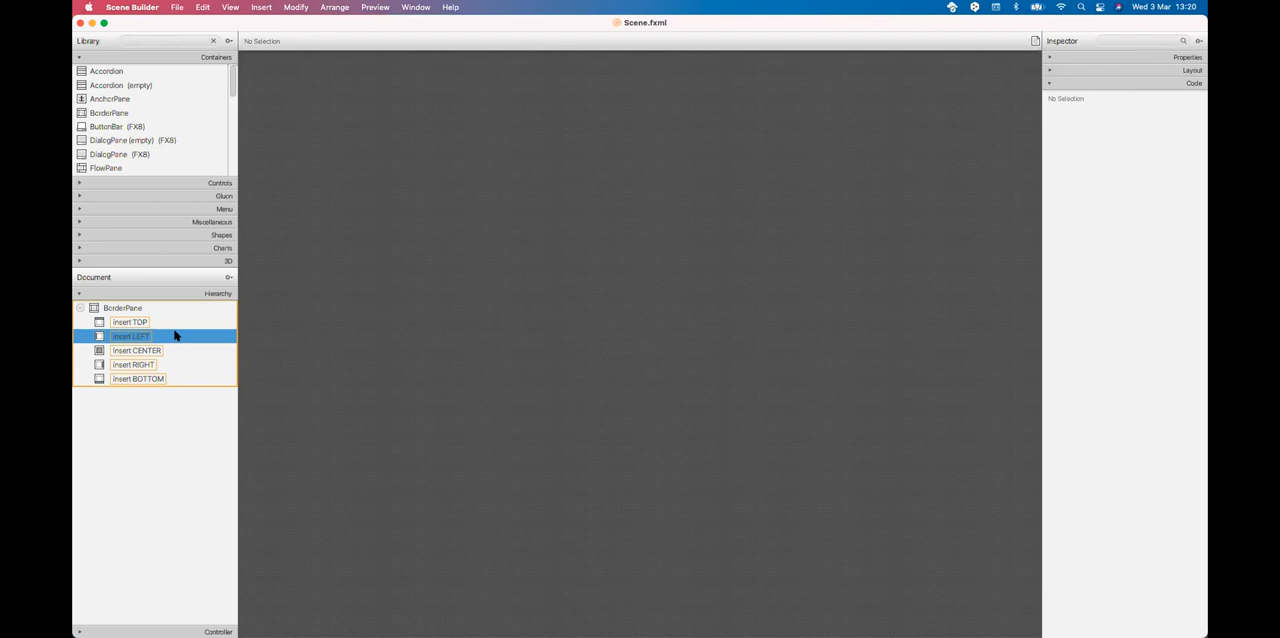 Scene Builder File Edit View Insert Modify Arrange Preview Window Help Wed 3 Mar 13:20
Scene.fxml
Library
No Selection
Inspector
Containers
Properties
Accordion
Layout
Accordion (empty)
Code
AnchorPane
No Selection
BorderPane
ButtonBar (FX8)
DialogPane (empty) (FX8)
DialogPane (FX8)
FlowPane
Controls
Gluon
Menu
Miscellaneous
Shapes
Charts
3D
Document
Hierarchy
BorderPane
insert TOP
insert LEFT
insert CENTER
insert RIGHT
insert BOTTOM
Controller